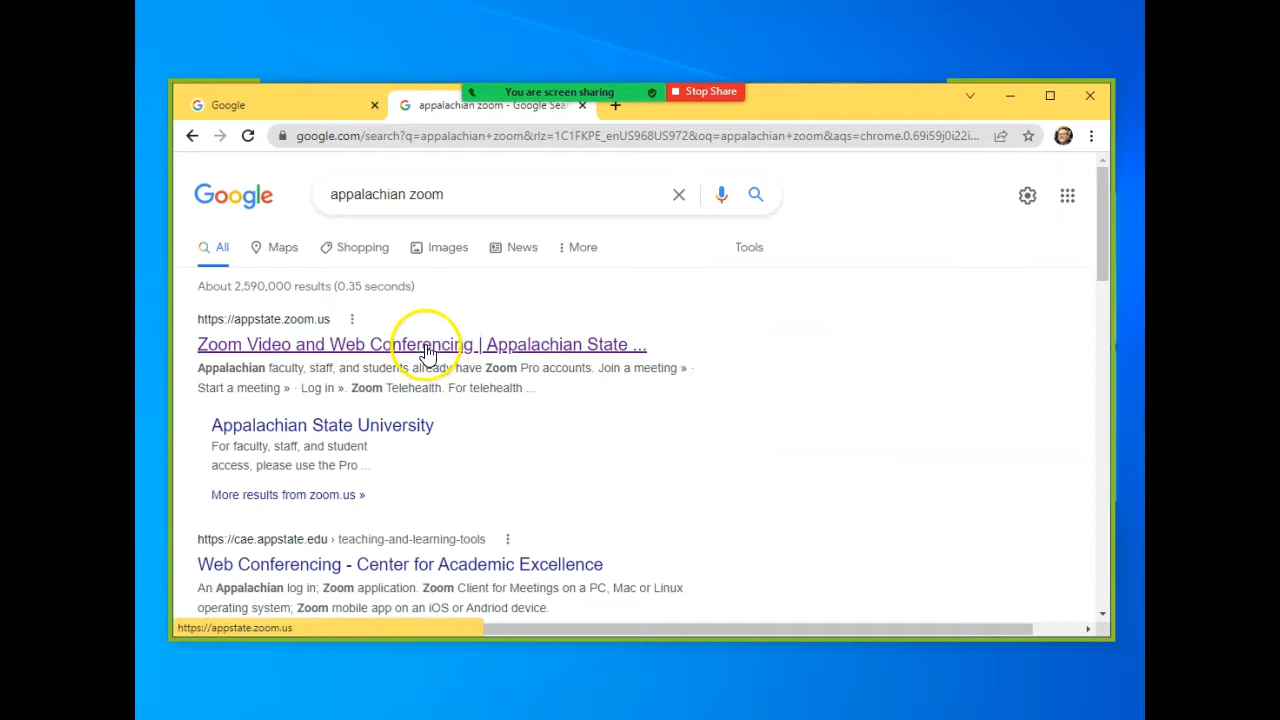 Google
appalachian zoom - Google Sea
You are screen sharing
Stop Share
google.com/search?q=appalachian+zoom&rlz=1C1FKPE_enUS968US972&oq=appalachian+zoom&aqs=chrome.0.69i59j0i22i...
Google
appalachian zoom
All
Maps
Shopping
Images
News
More
Tools
About 2,590,000 results (0.35 seconds)
https://appstate.zoom.us
Zoom Video and Web Conferencing | Appalachian State ...
Appalachian faculty, staff, and students already have Zoom Pro accounts. Join a meeting » ·
Start a meeting » · Log in ». Zoom Telehealth. For telehealth ...
Appalachian State University
For faculty, staff, and student
access, please use the Pro ...
More results from zoom.us »
https://cae.appstate.edu › teaching-and-learning-tools
Web Conferencing - Center for Academic Excellence
An Appalachian log in; Zoom application. Zoom Client for Meetings on a PC, Mac or Linux
operating system; Zoom mobile app on an iOS or Andriod device.
https://appstate.zoom.us